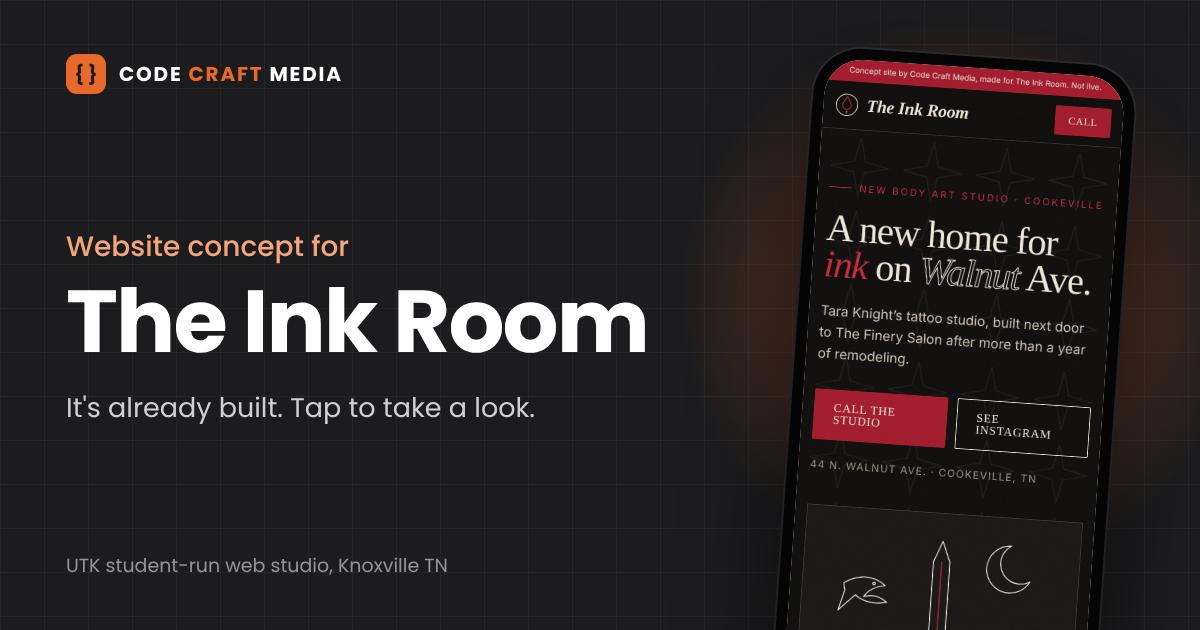 { } CODE CRAFT MEDIA
Website concept for
The Ink Room
It's already built. Tap to take a look.
UTK student-run web studio, Knoxville TN
Concept site by Code Craft Media, made for The Ink Room. Not live.
The Ink Room
CALL
NEW BODY ART STUDIO · COOKEVILLE
A new home for
ink on Walnut Ave.
Tara Knight's tattoo studio, built next door
to The Finery Salon after more than a year
of remodeling.
CALL THE
STUDIO
SEE
INSTAGRAM
44 N. WALNUT AVE. · COOKEVILLE, TN